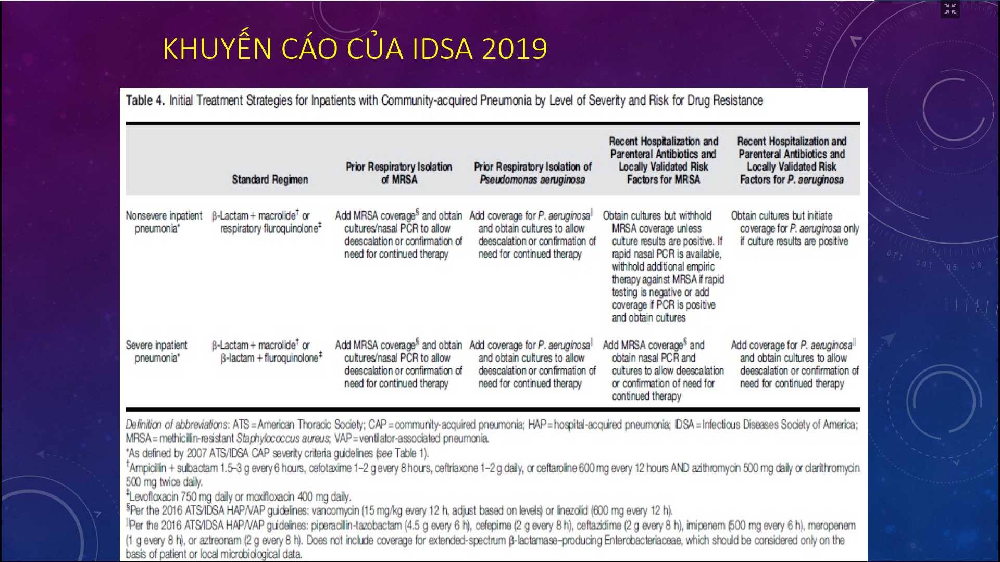 KHUYẾN CÁO CỦA IDSA 2019
Table 4. Initial Treatment Strategies for Inpatients with Community-acquired Pneumonia by Level of Severity and Risk for Drug Resistance
Standard Regimen
Prior Respiratory Isolation
of MRSA
Prior Respiratory Isolation of
Pseudomonas aeruginosa
Recent Hospitalization and
Parenteral Antibiotics and
Locally Validated Risk
Factors for MRSA
Recent Hospitalization and
Parenteral Antibiotics and
Locally Validated Risk
Factors for P. aeruginosa
Nonsevere inpatient
pneumonia*
β-Lactam + macrolide† or
respiratory fluroquinolone‡
Add MRSA coverage§ and obtain
cultures/nasal PCR to allow
deescalation or confirmation of
need for continued therapy
Add coverage for P. aeruginosa||
and obtain cultures to allow
deescalation or confirmation of
need for continued therapy
Obtain cultures but withhold
MRSA coverage unless
culture results are positive. If
rapid nasal PCR is available,
withhold additional empiric
therapy against MRSA if rapid
testing is negative or add
coverage if PCR is positive
and obtain cultures
Obtain cultures but initiate
coverage for P. aeruginosa only
if culture results are positive
Severe inpatient
pneumonia*
β-Lactam + macrolide† or
β-lactam + fluroquinolone‡
Add MRSA coverage§ and obtain
cultures/nasal PCR to allow
deescalation or confirmation of
need for continued therapy
Add coverage for P. aeruginosa||
and obtain cultures to allow
deescalation or confirmation of
need for continued therapy
Add MRSA coverage§ and
obtain nasal PCR and
cultures to allow deescalation
or confirmation of need for
continued therapy
Add coverage for P. aeruginosa||
and obtain cultures to allow
deescalation or confirmation of
need for continued therapy
Definition of abbreviations: ATS = American Thoracic Society; CAP = community-acquired pneumonia; HAP = hospital-acquired pneumonia; IDSA = Infectious Diseases Society of America;
MRSA = methicillin-resistant Staphylococcus aureus; VAP = ventilator-associated pneumonia.
*As defined by 2007 ATS/IDSA CAP severity criteria guidelines (see Table 1).
†Ampicillin + sulbactam 1.5–3 g every 6 hours, cefotaxime 1–2 g every 8 hours, ceftriaxone 1–2 g daily, or ceftaroline 600 mg every 12 hours AND azithromycin 500 mg daily or clarithromycin
500 mg twice daily.
‡Levofloxacin 750 mg daily or moxifloxacin 400 mg daily.
§Per the 2016 ATS/IDSA HAP/VAP guidelines: vancomycin (15 mg/kg every 12 h, adjust based on levels) or linezolid (600 mg every 12 h).
||Per the 2016 ATS/IDSA HAP/VAP guidelines: piperacillin-tazobactam (4.5 g every 6 h), cefepime (2 g every 8 h), ceftazidime (2 g every 8 h), imipenem (500 mg every 6 h), meropenem
(1 g every 8 h), or aztreonam (2 g every 8 h). Does not include coverage for extended-spectrum β-lactamase–producing Enterobacteriaceae, which should be considered only on the
basis of patient or local microbiological data.
180 190 200
110 100 90 80